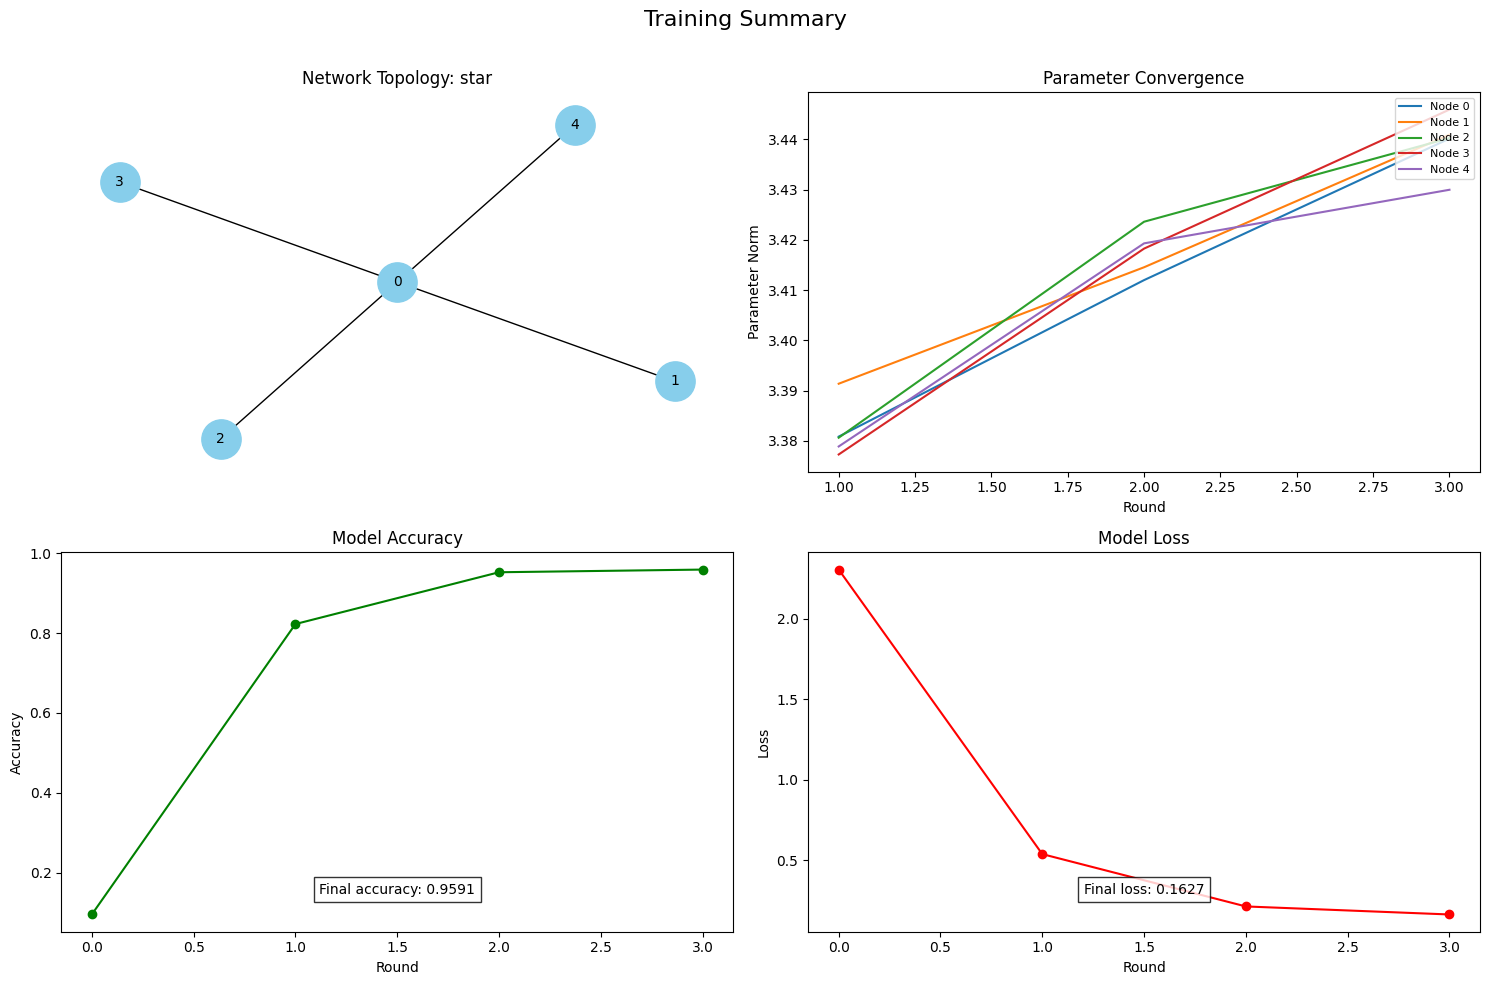 Training Summary
Network Topology: star
4
3
0
1
2
Parameter Convergence
Parameter Norm
3.44
3.43
3.42
3.41
3.40
3.39
3.38
Node 0
Node 1
Node 2
Node 3
Node 4
1.00 1.25 1.50 1.75 2.00 2.25 2.50 2.75 3.00
Round
Model Accuracy
Accuracy
1.0
0.8
0.6
0.4
0.2
Final accuracy: 0.9591
0.0 0.5 1.0 1.5 2.0 2.5 3.0
Round
Model Loss
Loss
2.0
1.5
1.0
0.5
Final loss: 0.1627
0.0 0.5 1.0 1.5 2.0 2.5 3.0
Round